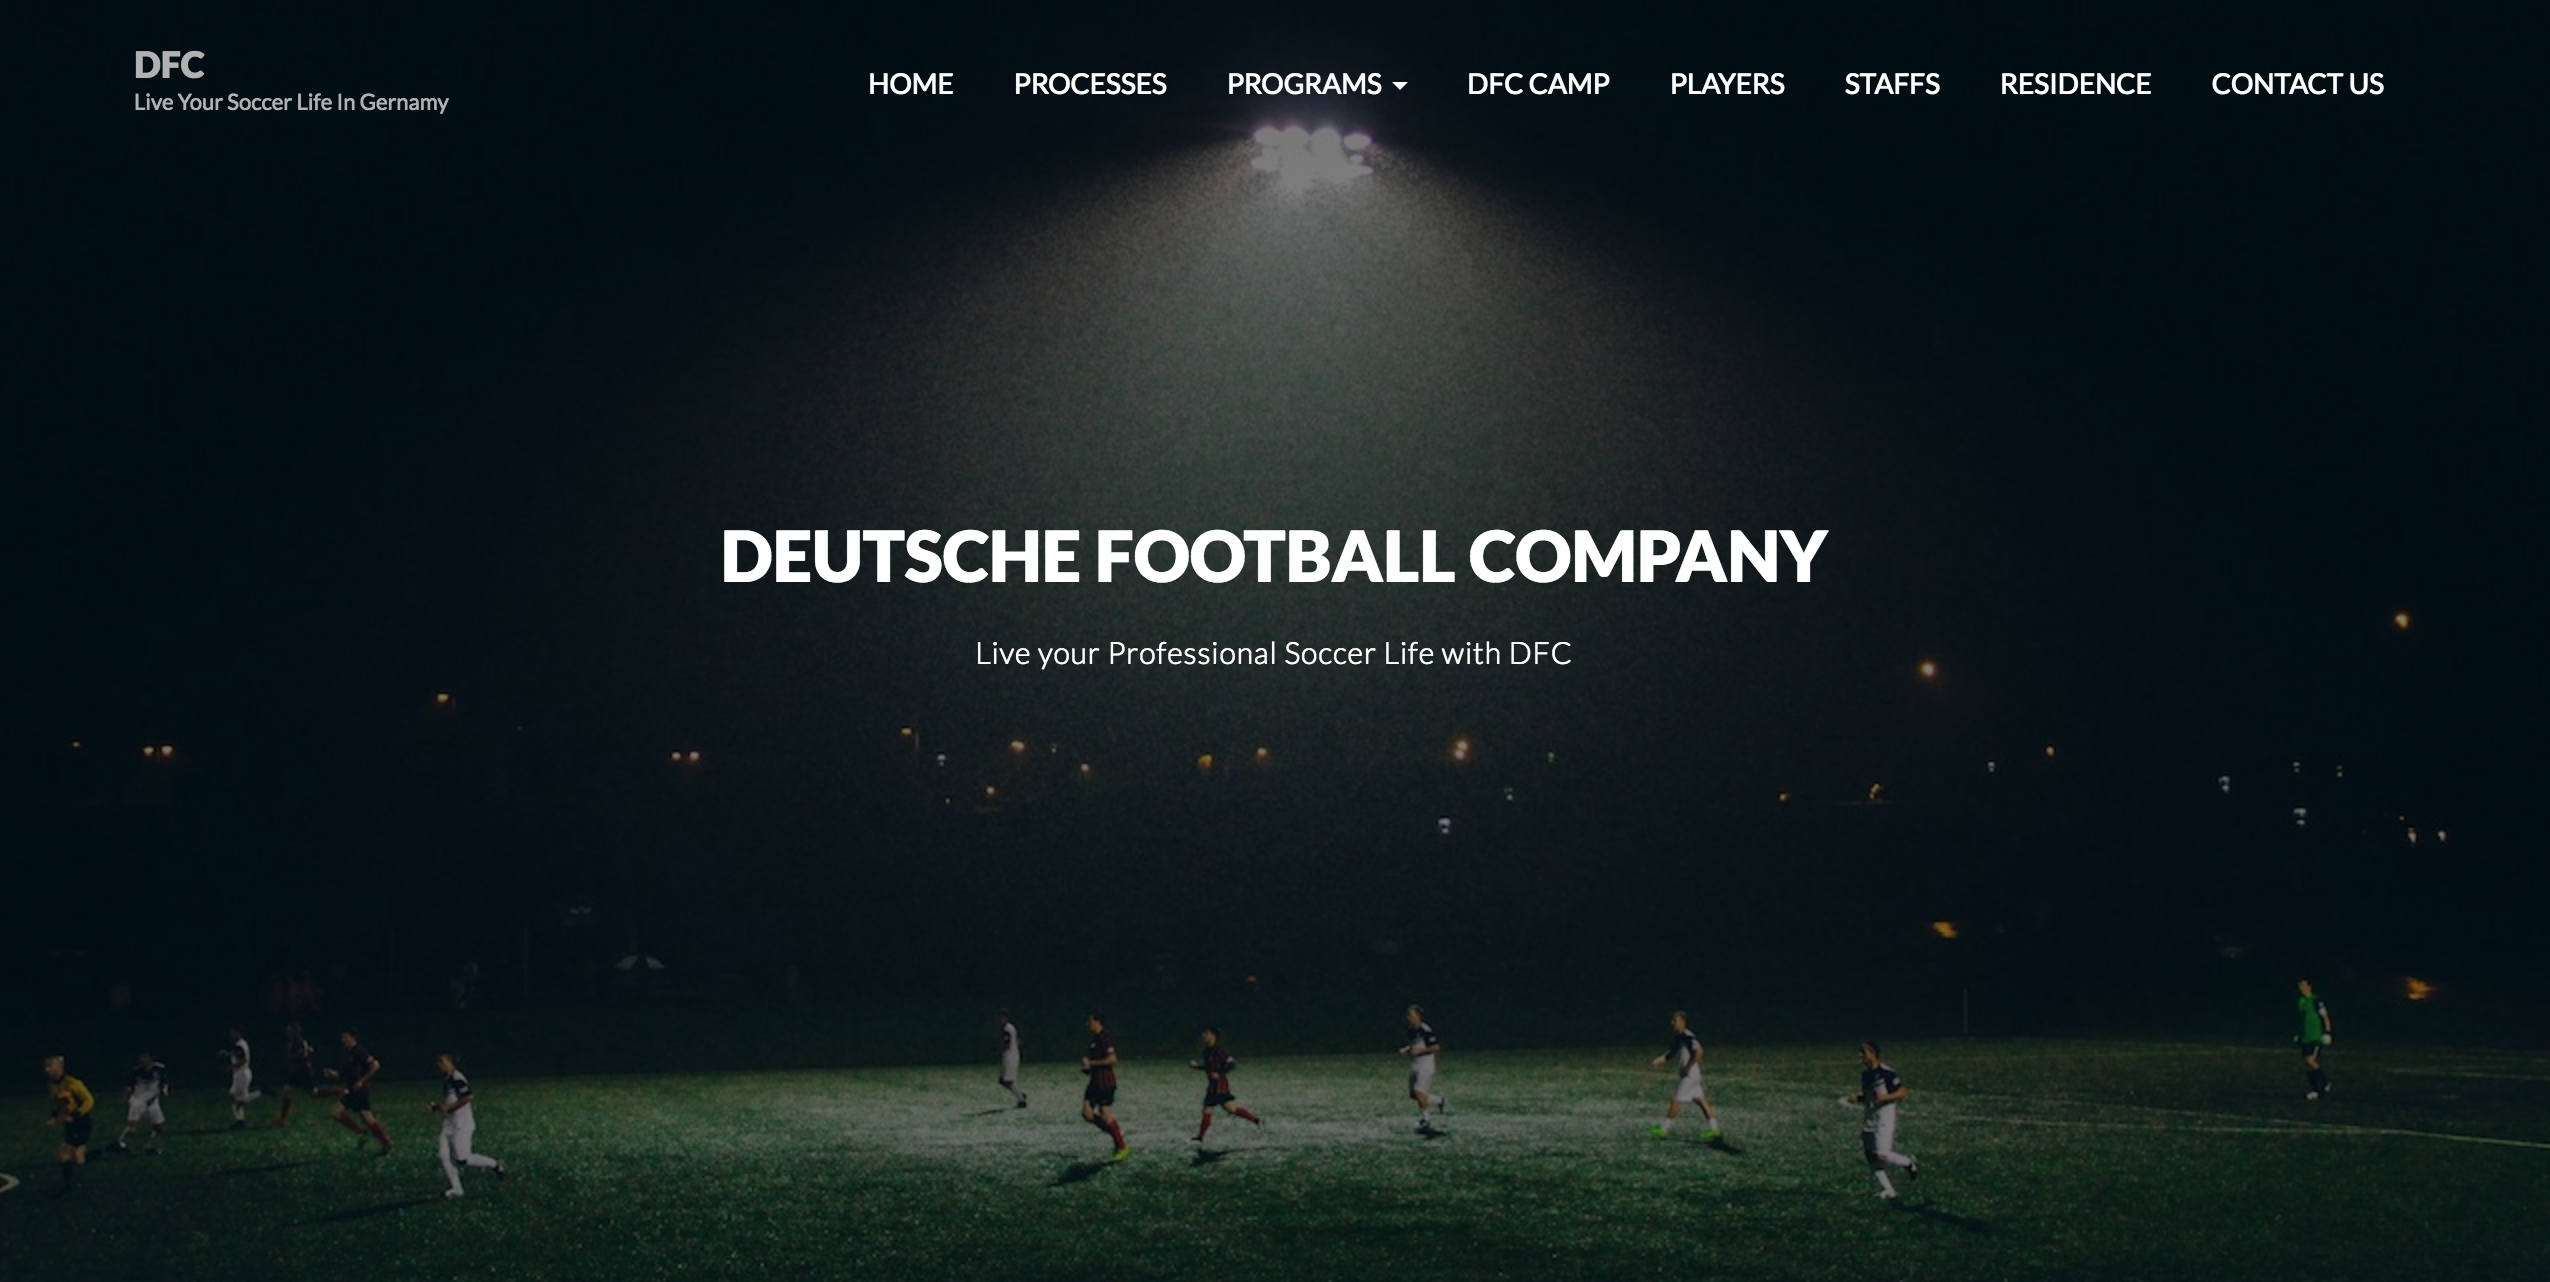 DFC
Live Your Soccer Life In Gernamy
HOME PROCESSES PROGRAMS DFC CAMP PLAYERS STAFFS RESIDENCE CONTACT US
DEUTSCHE FOOTBALL COMPANY
Live your Professional Soccer Life with DFC